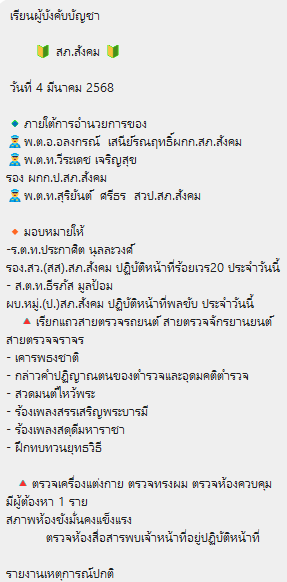 เรียนผู้บังคับบัญชา
🔰 สภ.สังคม 🔰
วันที่ 4 มีนาคม 2568
🔹ภายใต้การอำนวยการของ
👮พ.ต.อ.อลงกรณ์ เสนีย์รณฤทธิ์ผกก.สภ.สังคม
👮พ.ต.ท.วีระเดช เจริญสุข
รอง ผกก.ป.สภ.สังคม
👮พ.ต.ท.สุริยันต์ ศรีธร สวป.สภ.สังคม
🔸มอบหมายให้
-ร.ต.ท.ประกาศิต นุลละวงศ์
รอง.สว.(สส).สภ.สังคม ปฏิบัติหน้าที่ร้อยเวร20 ประจำวันนี้
- ส.ต.ท.ธีรภัส มูลป้อม
ผบ.หมู่.(ป.)สภ.สังคม ปฏิบัติหน้าที่พลขับ ประจำวันนี้
🔺เรียกแถวสายตรวจรถยนต์ สายตรวจจักรยานยนต์
สายตรวจจราจร
- เคารพธงชาติ
- กล่าวคำปฏิญาณตนของตำรวจและอุดมคติตำรวจ
- สวดมนต์ไหว้พระ
- ร้องเพลงสรรเสริญพระบารมี
- ร้องเพลงสดุดีมหาราชา
- ฝึกทบทวนยุทธวิธี
🔺ตรวจเครื่องแต่งกาย ตรวจทรงผม ตรวจห้องควบคุม
มีผู้ต้องหา 1 ราย
สภาพห้องขังมั่นคงแข็งแรง
ตรวจห้องสื่อสารพบเจ้าหน้าที่อยู่ปฏิบัติหน้าที่
รายงานเหตุการณ์ปกติ